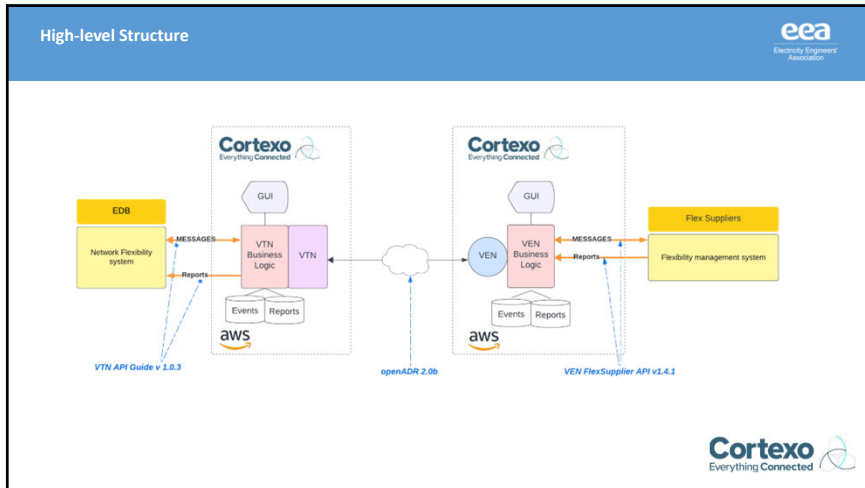 High-level Structure
eea
Electricity Engineers'
Association
Cortexo
Everything Connected
GUI
VTN
Business
Logic
VTN
Events
Reports
aws
EDB
Network Flexibility
system
MESSAGES
Reports
VTN API Guide v 1.0.3
openADR 2.0b
Cortexo
Everything Connected
GUI
VEN
VEN
Business
Logic
Events
Reports
aws
MESSAGES
Reports
Flex Suppliers
Flexibility management system
VEN FlexSupplier API v1.4.1
Cortexo
Everything Connected